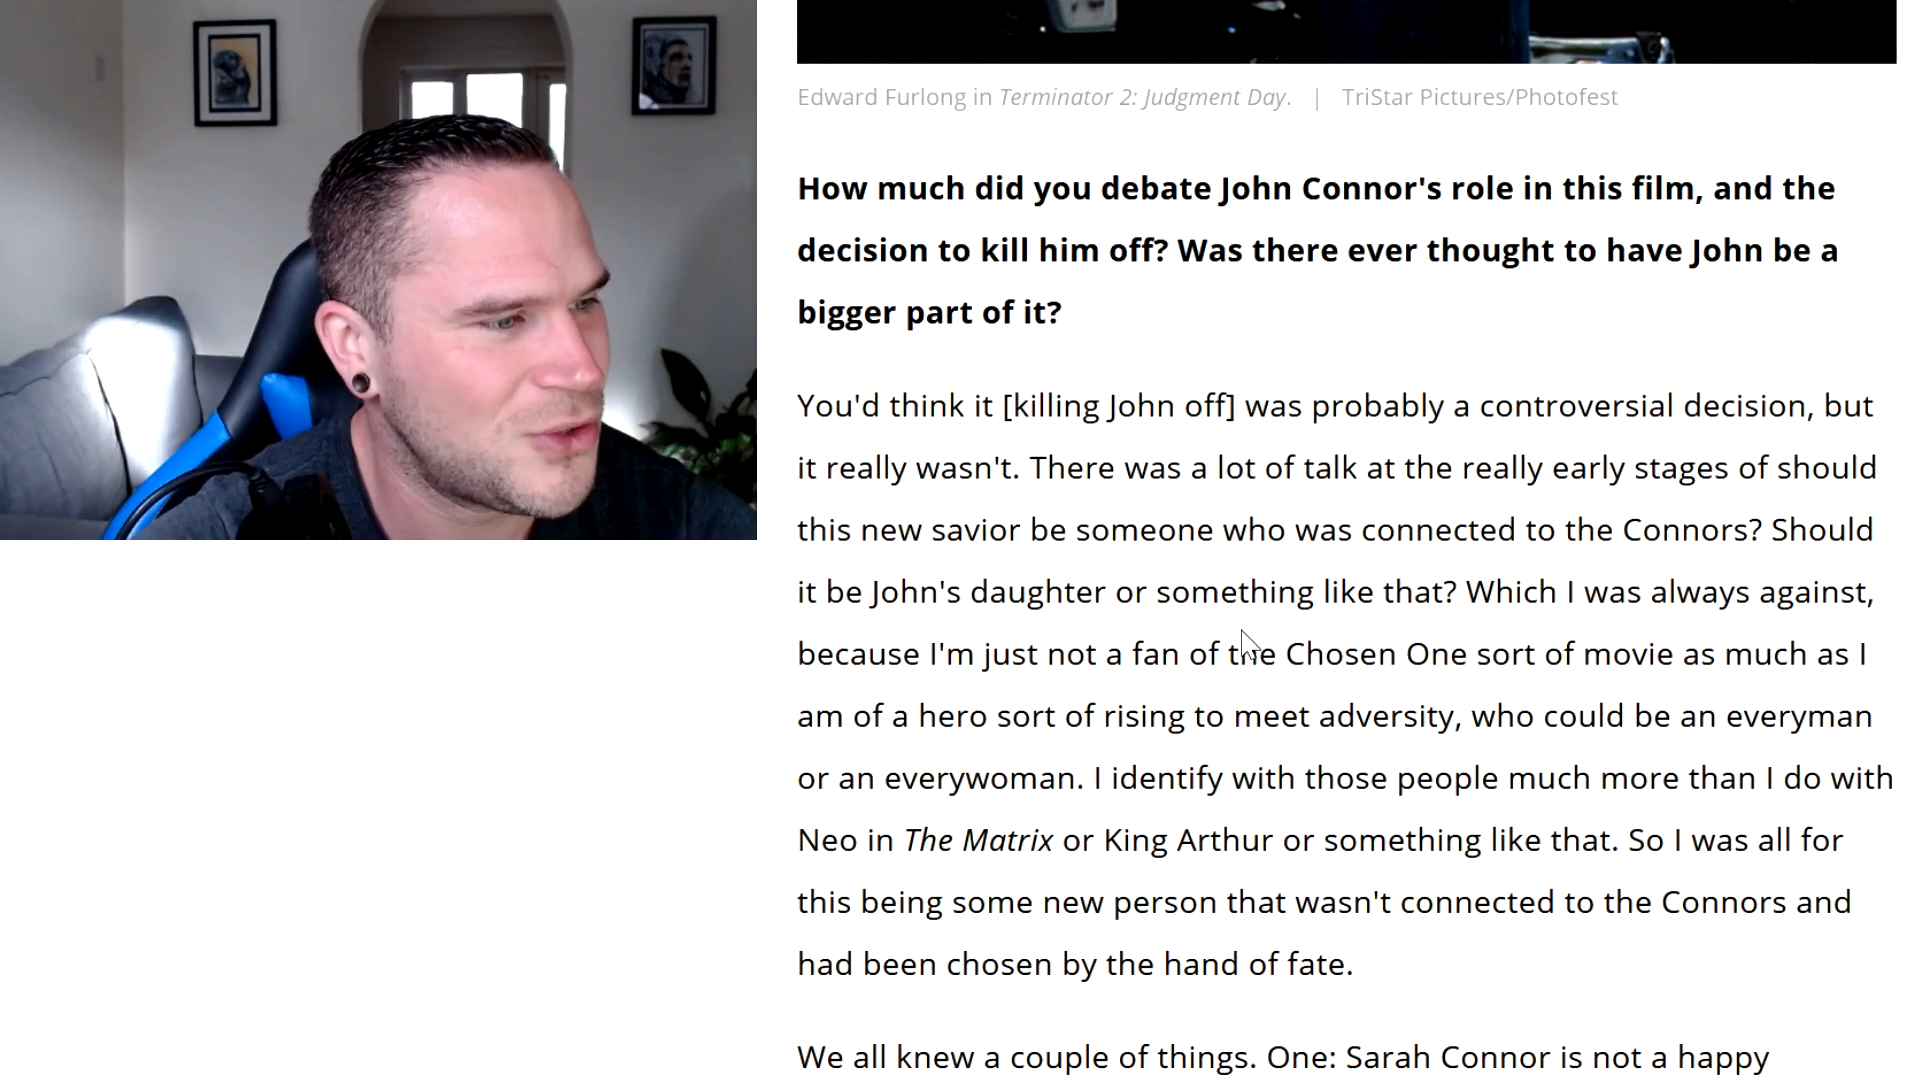 Edward Furlong in Terminator 2: Judgment Day. | TriStar Pictures/Photofest
How much did you debate John Connor's role in this film, and the
decision to kill him off? Was there ever thought to have John be a
bigger part of it?
You'd think it [killing John off] was probably a controversial decision, but
it really wasn't. There was a lot of talk at the really early stages of should
this new savior be someone who was connected to the Connors? Should
it be John's daughter or something like that? Which I was always against,
because I'm just not a fan of the Chosen One sort of movie as much as I
am of a hero sort of rising to meet adversity, who could be an everyman
or an everywoman. I identify with those people much more than I do with
Neo in The Matrix or King Arthur or something like that. So I was all for
this being some new person that wasn't connected to the Connors and
had been chosen by the hand of fate.
We all knew a couple of things. One: Sarah Connor is not a happy